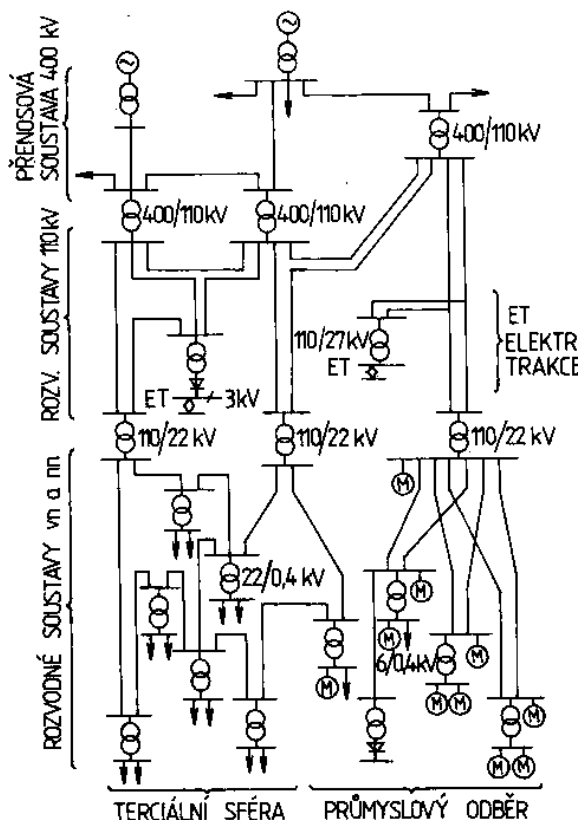 PŘENOSOVÁ
SOUSTAVA 400 kV
400/110kV
400/110kV
400/110kV
ROZV. SOUSTAVY 110kV
110/27kV
ET
ET
ELEKTR
TRAKCE
ET
3kV
110/22 kV
110/22 kV
110/22 kV
M
ROZVODNÉ SOUSTAVY vn a nn
22/0,4 kV
M
M
6/0,4kV
M
M
M
M
M
M
M
TERCIÁLNÍ SFÉRA
PRŮMYSLOVÝ ODBĚR